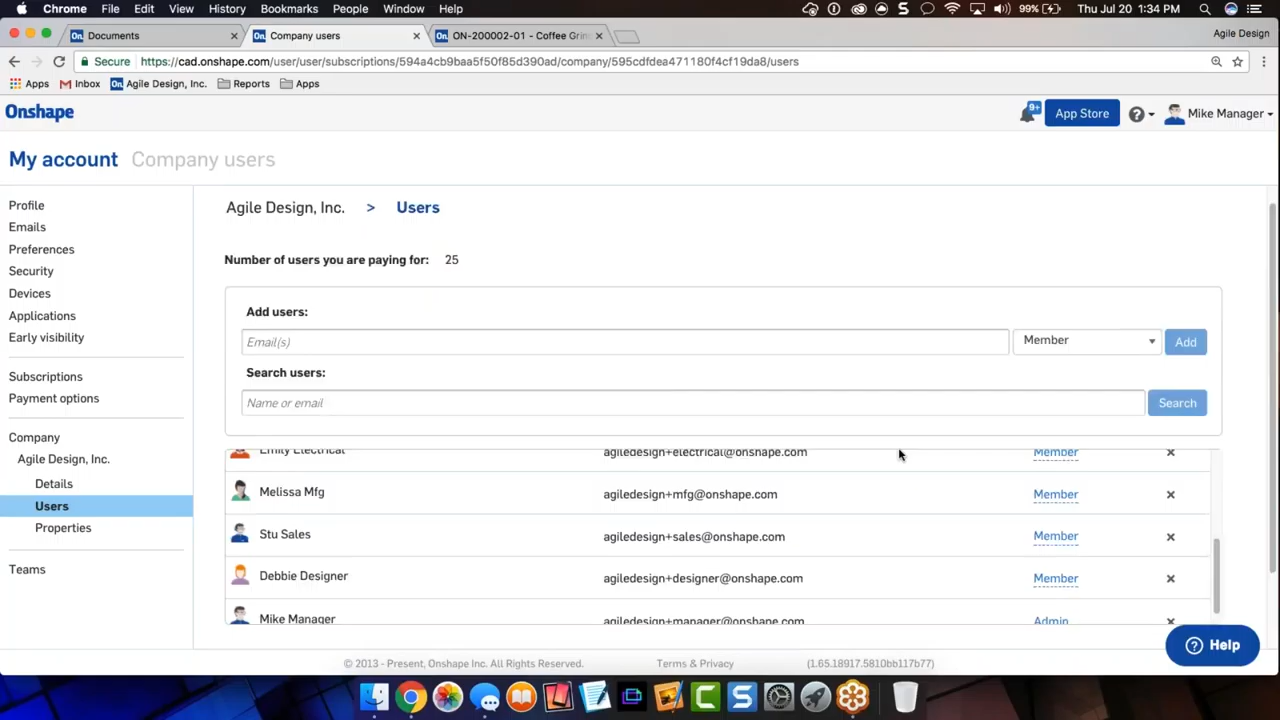 Chrome File Edit View History Bookmarks People Window Help 99% Thu Jul 20 1:34 PM
Documents Company users ON-200002-01 - Coffee Grin Agile Design
Secure https://cad.onshape.com/user/user/subscriptions/594a4cb9baa5f50f85d390ad/company/595cdfdea471180f4cf19da8/users
Apps Inbox Agile Design, Inc. Reports Apps
Onshape 9+ App Store Mike Manager
My account Company users
Profile
Emails
Preferences
Security
Devices
Applications
Early visibility
Subscriptions
Payment options
Company
Agile Design, Inc.
Details
Users
Properties
Teams
Agile Design, Inc. > Users
Number of users you are paying for: 25
Add users:
Email(s) Member Add
Search users:
Name or email Search
Emily Electrical agiledesign+electrical@onshape.com Member
Melissa Mfg agiledesign+mfg@onshape.com Member
Stu Sales agiledesign+sales@onshape.com Member
Debbie Designer agiledesign+designer@onshape.com Member
Mike Manager agiledesign+manager@onshape.com Admin
Help
© 2013 - Present, Onshape Inc. All Rights Reserved. Terms & Privacy (1.65.18917.5810bb117b77)